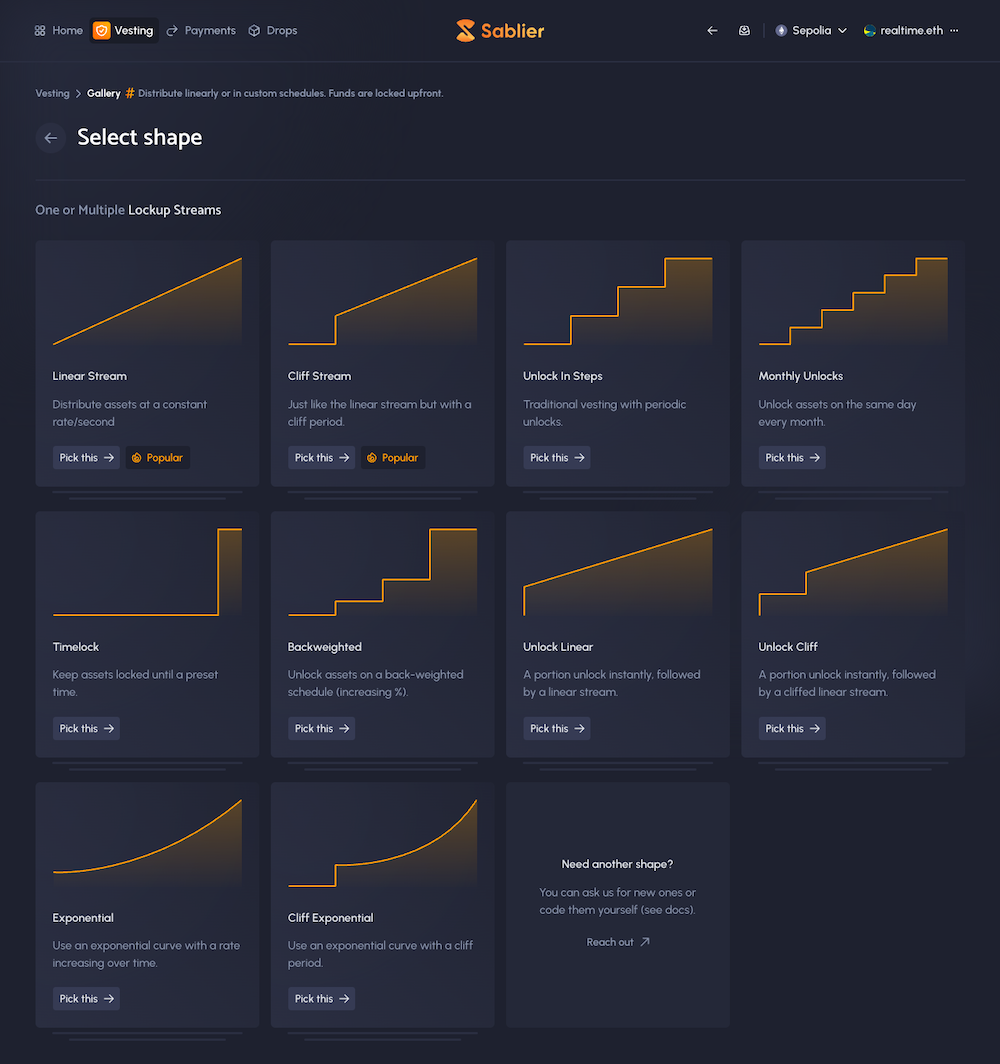 Home Vesting Payments Drops Sablier Sepolia realtime.eth ...
Vesting > Gallery # Distribute linearly or in custom schedules. Funds are locked upfront.
Select shape
One or Multiple Lockup Streams
Linear Stream
Distribute assets at a constant
rate/second
Pick this → Popular
Cliff Stream
Just like the linear stream but with a
cliff period.
Pick this → Popular
Unlock In Steps
Traditional vesting with periodic
unlocks.
Pick this →
Monthly Unlocks
Unlock assets on the same day
every month.
Pick this →
Timelock
Keep assets locked until a preset
time.
Pick this →
Backweighted
Unlock assets on a back-weighted
schedule (increasing %).
Pick this →
Unlock Linear
A portion unlock instantly, followed
by a linear stream.
Pick this →
Unlock Cliff
A portion unlock instantly, followed
by a cliffed linear stream.
Pick this →
Exponential
Use an exponential curve with a rate
increasing over time.
Pick this →
Cliff Exponential
Use an exponential curve with a cliff
period.
Pick this →
Need another shape?
You can ask us for new ones or
code them yourself (see docs).
Reach out ↗